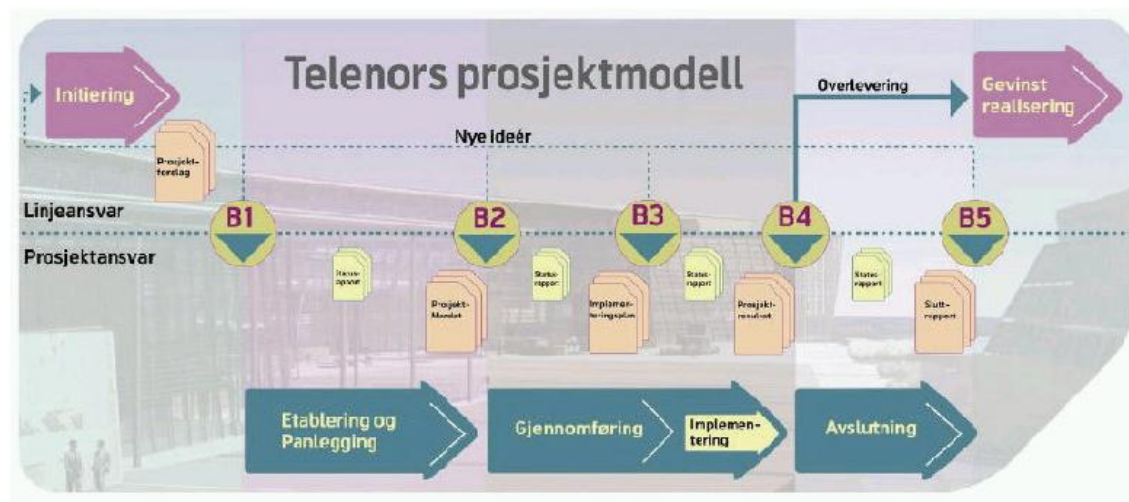 Telenors prosjektmodell
Initiering
Overlevering
Gevinst
realisering
Nye ideér
Prosjekt-
forslag
Linjeansvar
B1
B2
B3
B4
B5
Prosjektansvar
Status-
rapport
Prosjekt-
Mandat
Status-
rapport
Implemen-
teringsplan
Status-
rapport
Prosjekt-
resultat
Status-
rapport
Slutt-
rapport
Etablering og
Panlegging
Gjennomføring
Implemen-
tering
Avslutning